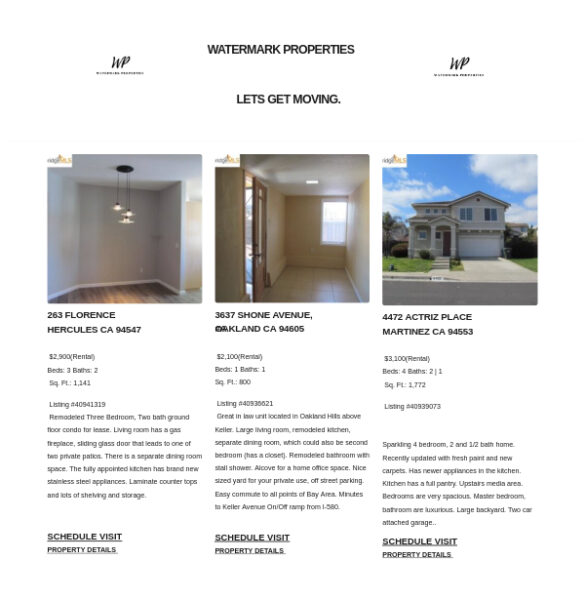 WATERMARK PROPERTIES
WP
WATERMARK PROPERTIES
WP
WATERMARK PROPERTIES
LETS GET MOVING.
263 FLORENCE
HERCULES CA 94547
$2,900(Rental)
Beds: 3 Baths: 2
Sq. Ft.: 1,141
Listing #40941319
Remodeled Three Bedroom, Two bath ground
floor condo for lease. Living room has a gas
fireplace, sliding glass door that leads to one of
two private patios. There is a separate dining room
space. The fully appointed kitchen has brand new
stainless steel appliances. Laminate counter tops
and lots of shelving and storage.
SCHEDULE VISIT
PROPERTY DETAILS
3637 SHONE AVENUE,
OAKLAND CA 94605
$2,100(Rental)
Beds: 1 Baths: 1
Sq. Ft.: 800
Listing #40936621
Great in law unit located in Oakland Hills above
Keller. Large living room, remodeled kitchen,
separate dining room, which could also be second
bedroom (has a closet). Remodeled bathroom with
stall shower. Alcove for a home office space. Nice
sized yard for your private use, off street parking.
Easy commute to all points of Bay Area. Minutes
to Keller Avenue On/Off ramp from I-580.
SCHEDULE VISIT
PROPERTY DETAILS
4472 ACTRIZ PLACE
MARTINEZ CA 94553
$3,100(Rental)
Beds: 4 Baths: 2 | 1
Sq. Ft.: 1,772
Listing #40939073
Sparkling 4 bedroom, 2 and 1/2 bath home.
Recently updated with fresh paint and new
carpets. Has newer appliances in the kitchen.
Kitchen has a full pantry. Upstairs media area.
Bedrooms are very spacious. Master bedroom,
bathroom are luxurious. Large backyard. Two car
attached garage..
SCHEDULE VISIT
PROPERTY DETAILS